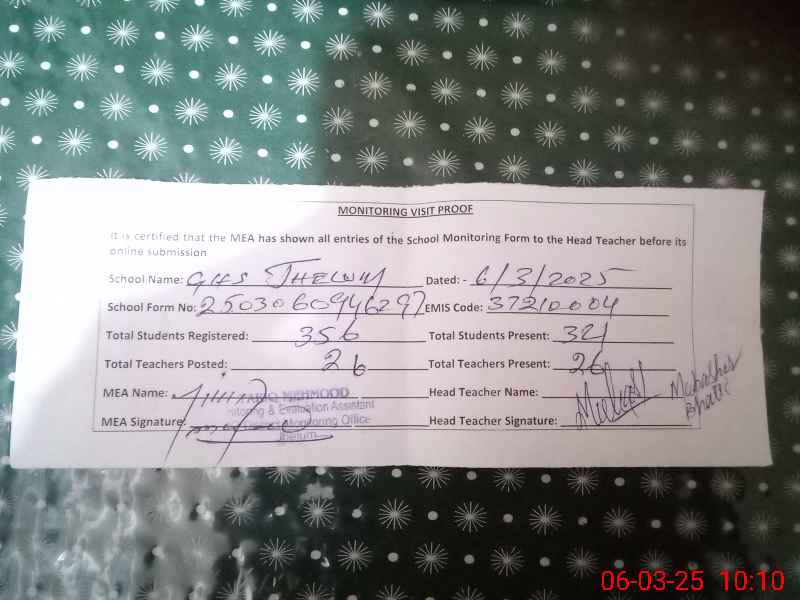 MONITORING VISIT PROOF
It is certified that the MEA has shown all entries of the School Monitoring Form to the Head Teacher before its
online submission
School Name: GHS JHELUM Dated: - 6/3/2025
School Form No: 2503060946297 EMIS Code: 37210004
Total Students Registered: 356 Total Students Present: 321
Total Teachers Posted: 26 Total Teachers Present: 26
MEA Name: MEHMOOD Head Teacher Name:
nitoring & Evaluation Assistant
MEA Signature: Monitoring Office Head Teacher Signature:
Jhelum
Mubashar
Bhatti
06-03-25 10:10